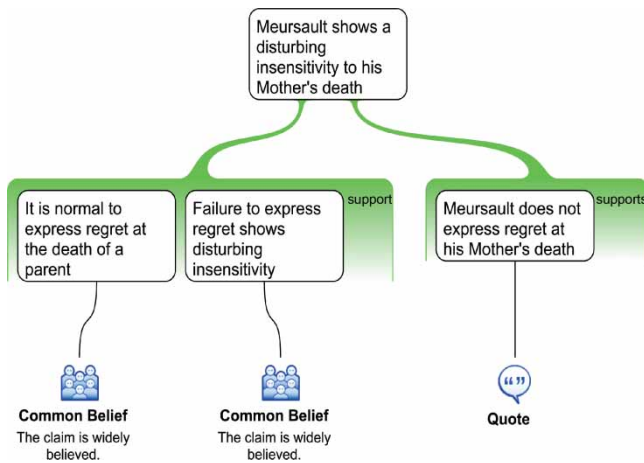 Meursault shows a
disturbing
insensitivity to his
Mother's death
support
supports
It is normal to
express regret at
the death of a
parent
Failure to express
regret shows
disturbing
insensitivity
Meursault does not
express regret at
his Mother's death
Common Belief
The claim is widely
believed.
Common Belief
The claim is widely
believed.
Quote